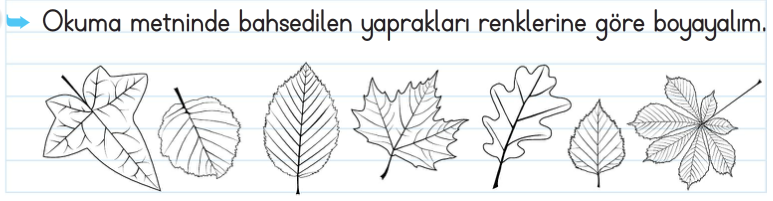 Okuma metninde bahsedilen yaprakları renklerine göre boyayalım.